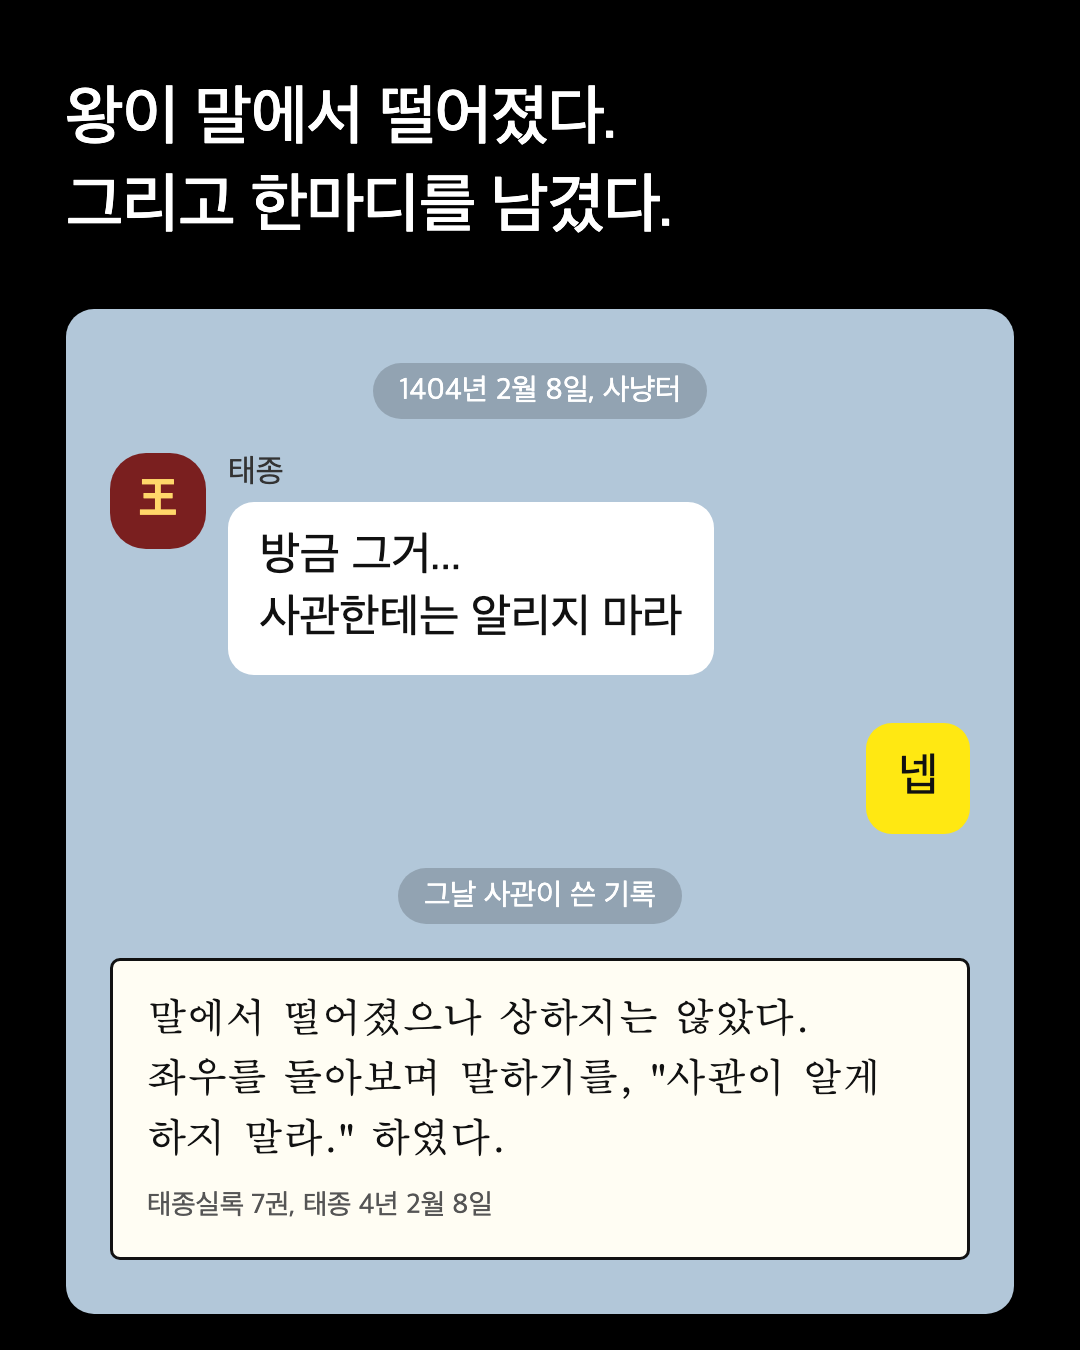 왕이 말에서 떨어졌다.
그리고 한마디를 남겼다.
1404년 2월 8일, 사냥터
王
태종
방금 그거...
사관한테는 알리지 마라
넵
그날 사관이 쓴 기록
말에서 떨어졌으나 상하지는 않았다.
좌우를 돌아보며 말하기를, "사관이 알게
하지 말라." 하였다.
태종실록 7권, 태종 4년 2월 8일